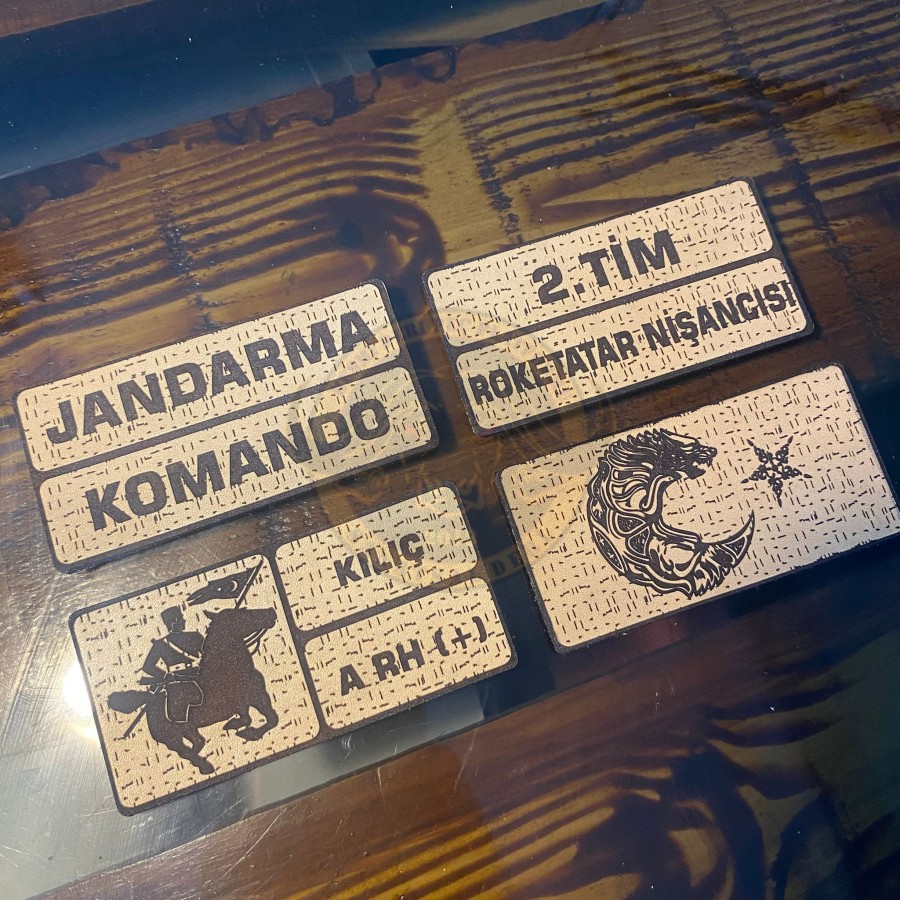 JANDARMA
KOMANDO
2.TİM
ROKETATAR NİŞANCISI
KILIÇ
A RH (+)